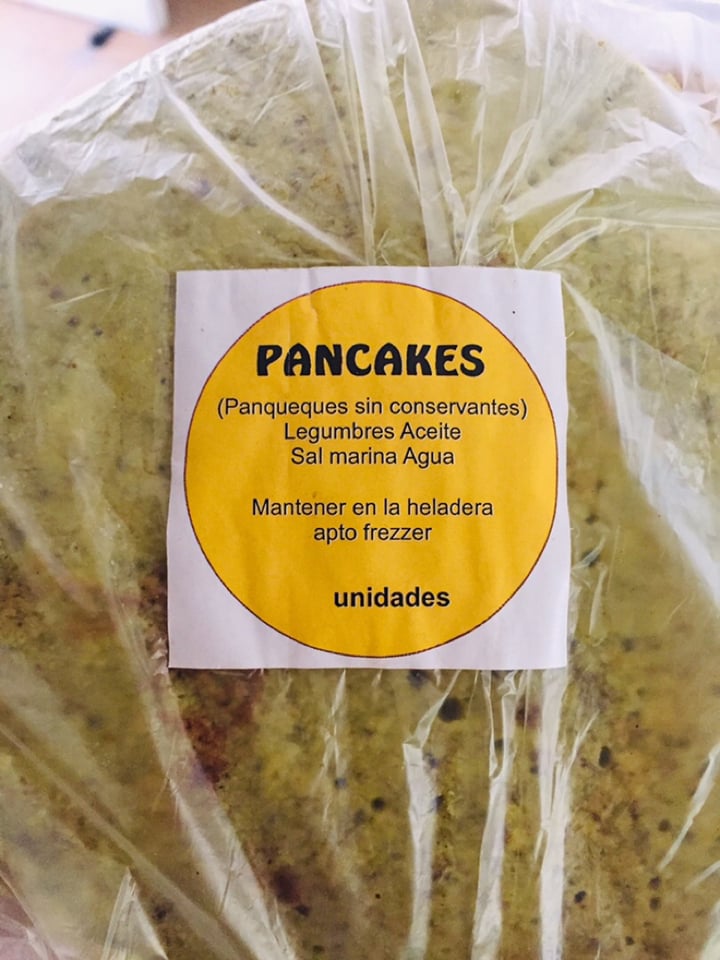 PANCAKES
(Panqueques sin conservantes)
Legumbres Aceite
Sal marina Agua
Mantener en la heladera
apto frezzer
unidades